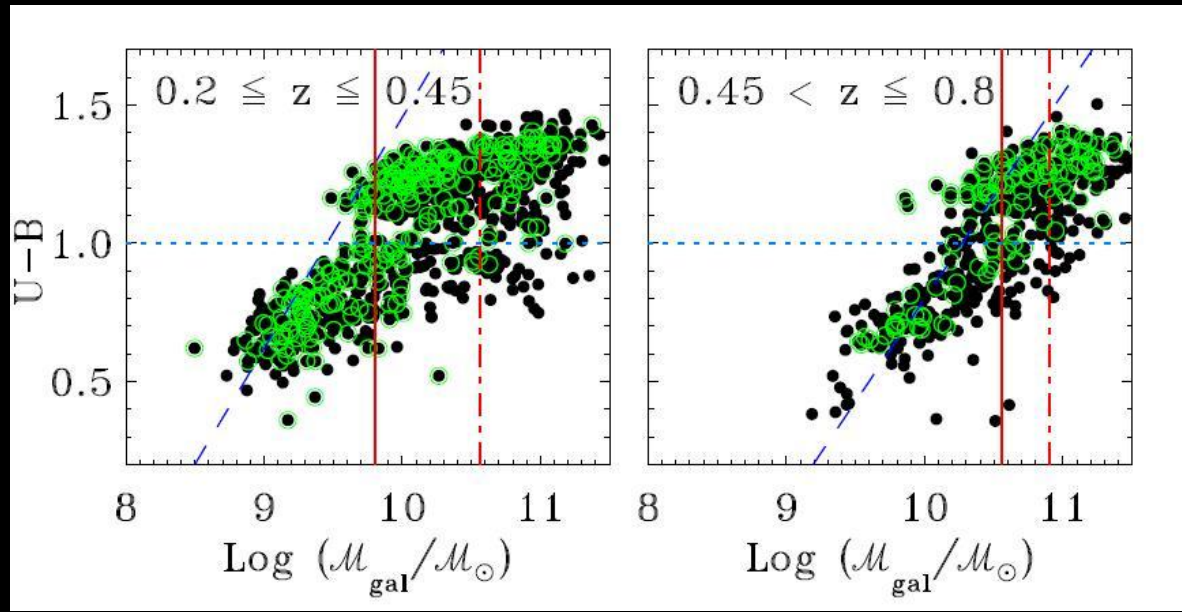 0.2 ≦ z ≦ 0.45
0.45 < z ≦ 0.8
1.5
1.0
0.5
U−B
8 9 10 11
8 9 10 11
Log (ℳgal/ℳ☉)
Log (ℳgal/ℳ☉)